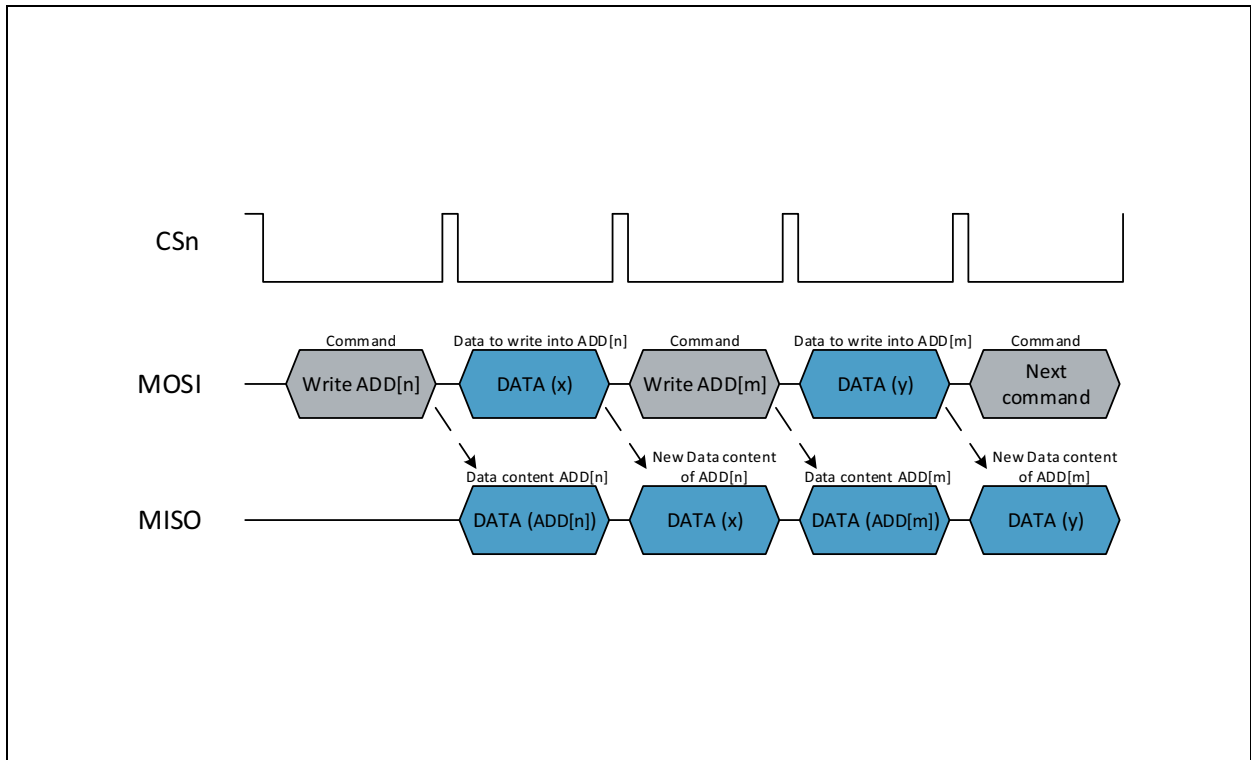 CSn
Command
Data to write into ADD[n]
Command
Data to write into ADD[m]
Command
MOSI
Write ADD[n]
DATA (x)
Write ADD[m]
DATA (y)
Next
command
Data content ADD[n]
New Data content
of ADD[n]
Data content ADD[m]
New Data content
of ADD[m]
MISO
DATA (ADD[n])
DATA (x)
DATA (ADD[m])
DATA (y)